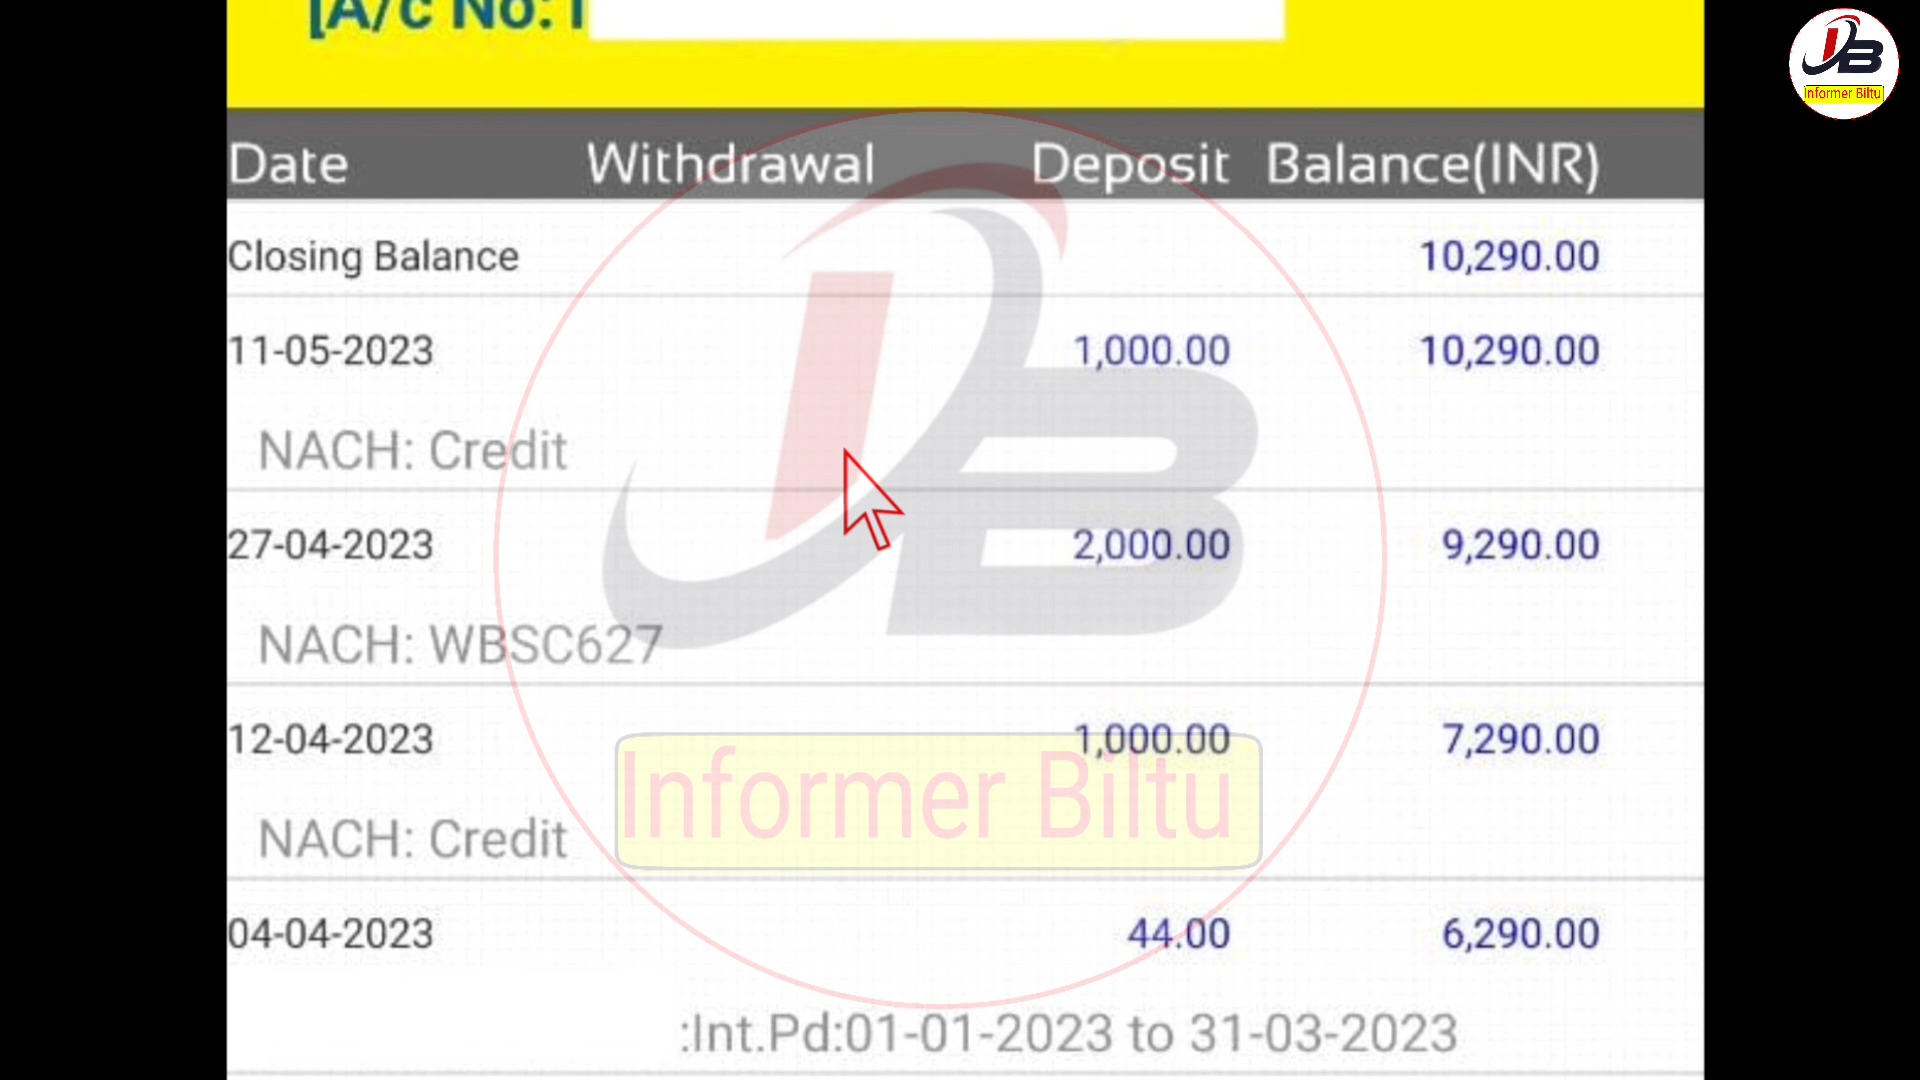 [A/c No:1
Informer Biltu
Date Withdrawal Deposit Balance(INR)
Closing Balance 10,290.00
11-05-2023 1,000.00 10,290.00
NACH: Credit
27-04-2023 2,000.00 9,290.00
NACH: WBSC627
12-04-2023 1,000.00 7,290.00
Informer Biltu
NACH: Credit
04-04-2023 44.00 6,290.00
:Int.Pd:01-01-2023 to 31-03-2023